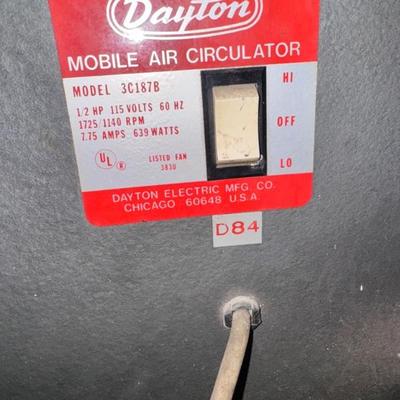 Dayton
MOBILE AIR CIRCULATOR
MODEL 3C187B
1/2 HP 115 VOLTS 60 HZ
1725/1140 RPM
7.75 AMPS 639 WATTS
UL
LISTED FAN
383U
HI
OFF
LO
DAYTON ELECTRIC MFG. CO.
CHICAGO 60648 U.S.A.
D84